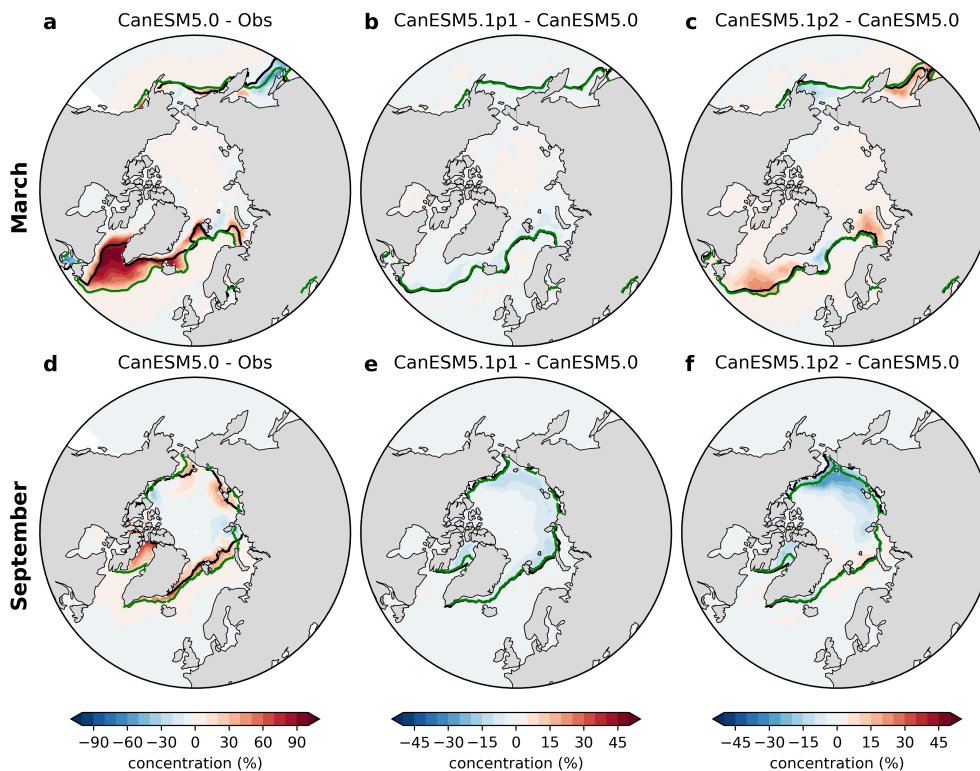 a CanESM5.0 - Obs b CanESM5.1p1 - CanESM5.0 c CanESM5.1p2 - CanESM5.0
March
d CanESM5.0 - Obs e CanESM5.1p1 - CanESM5.0 f CanESM5.1p2 - CanESM5.0
September
−90 −60 −30 0 30 60 90 −45 −30 −15 0 15 30 45 −45 −30 −15 0 15 30 45
concentration (%) concentration (%) concentration (%)